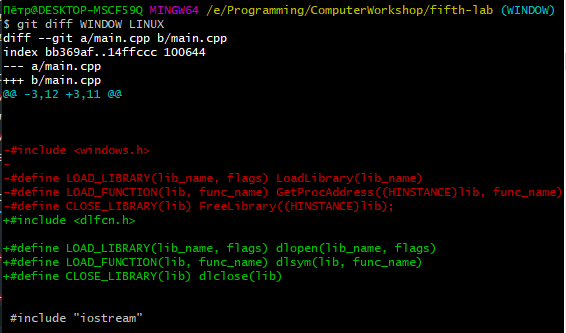 Пётр@DESKTOP-MSCF59Q MINGW64 /e/Programming/ComputerWorkshop/fifth-lab (WINDOW)
$ git diff WINDOW LINUX
diff --git a/main.cpp b/main.cpp
index bb369af..14ffccc 100644
--- a/main.cpp
+++ b/main.cpp
@@ -3,12 +3,11 @@
-#include <windows.h>
-
-#define LOAD_LIBRARY(lib_name, flags) LoadLibrary(lib_name)
-#define LOAD_FUNCTION(lib, func_name) GetProcAddress((HINSTANCE)lib, func_name)
-#define CLOSE_LIBRARY(lib) FreeLibrary((HINSTANCE)lib);
+#include <dlfcn.h>
+#define LOAD_LIBRARY(lib_name, flags) dlopen(lib_name, flags)
+#define LOAD_FUNCTION(lib, func_name) dlsym(lib, func_name)
+#define CLOSE_LIBRARY(lib) dlclose(lib)
#include "iostream"